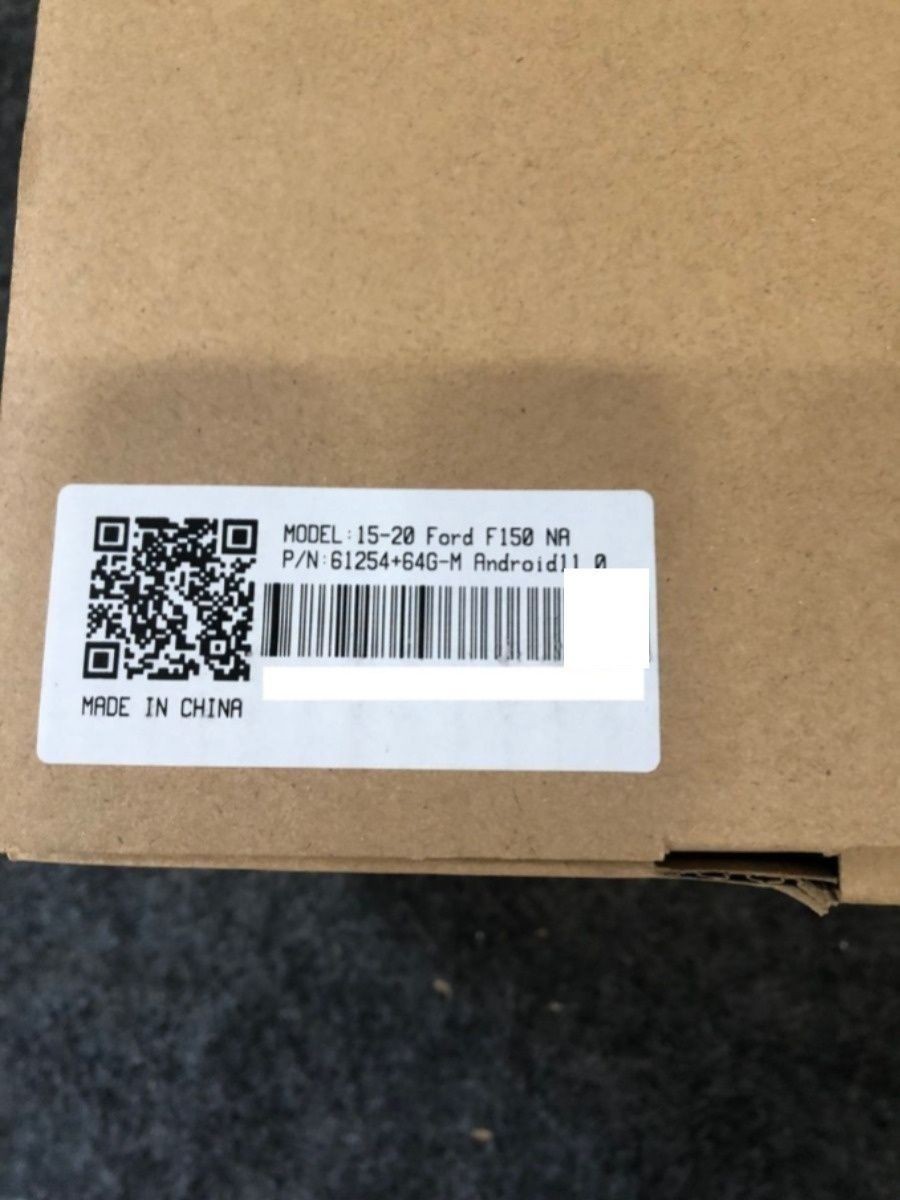 MODEL:15-20 Ford F150 NA
P/N:61254+64G-M Android11.0
MADE IN CHINA